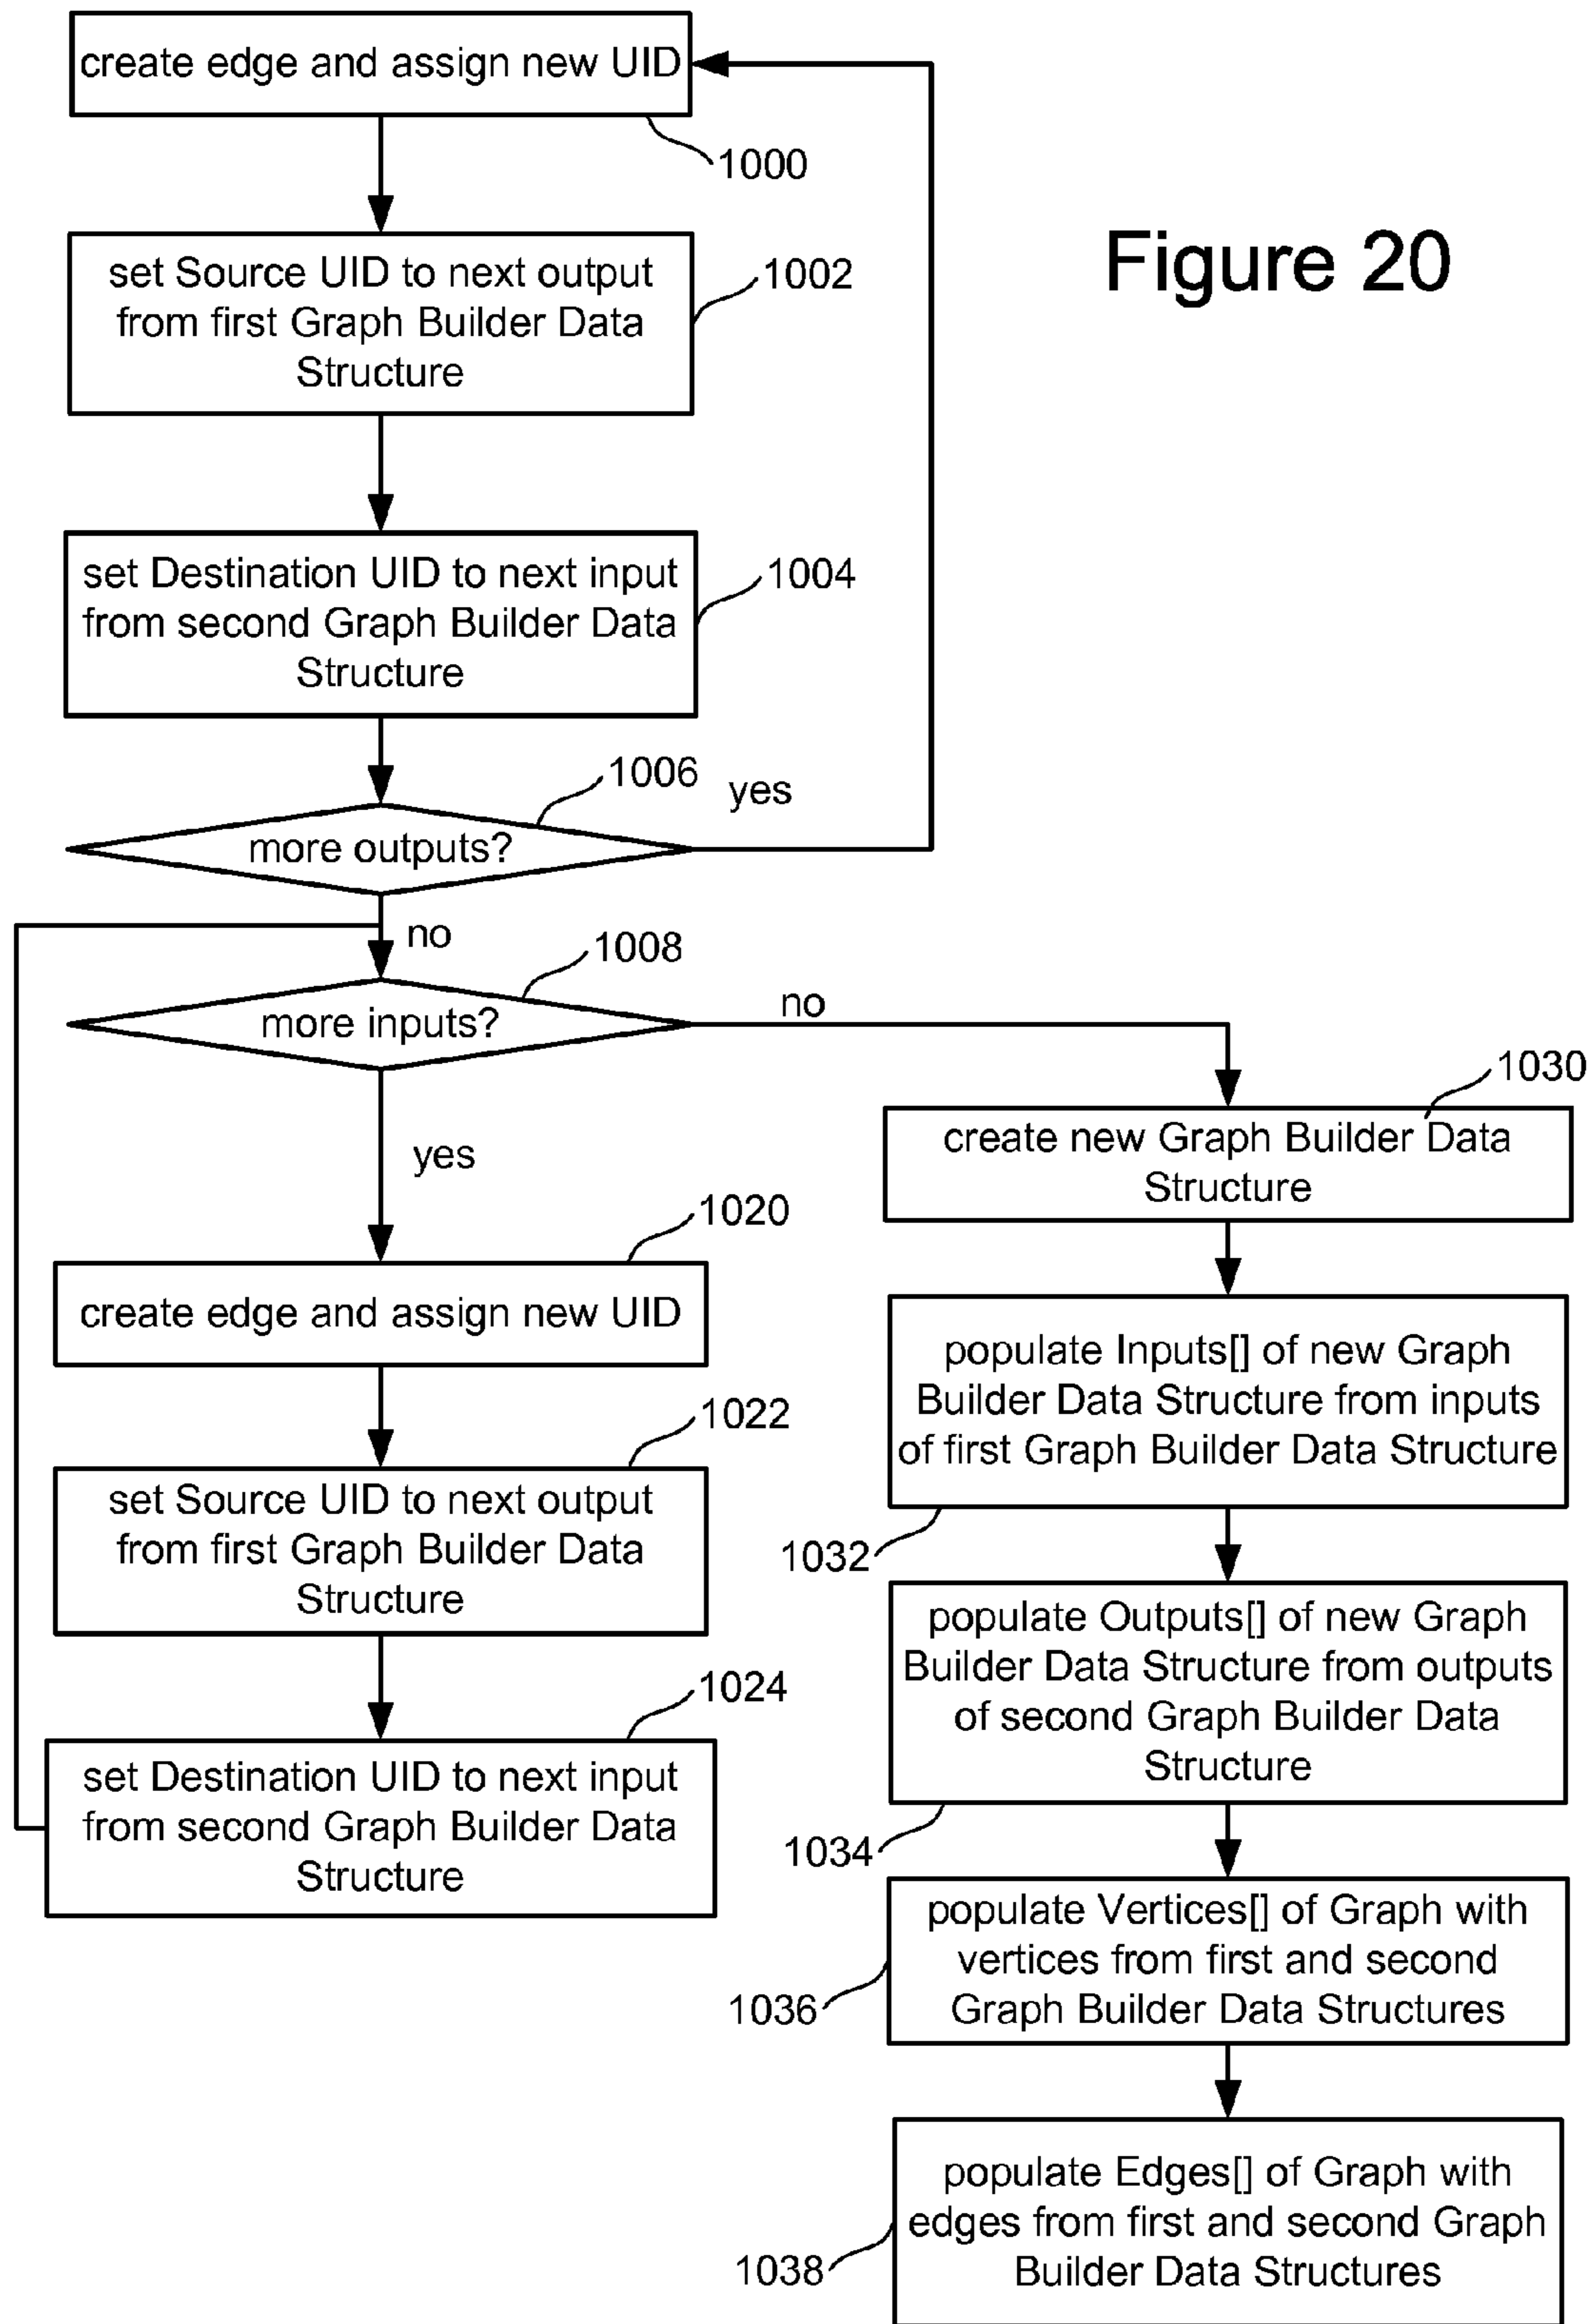 create edge and assign new UID
1000
Figure 20
set Source UID to next output
from first Graph Builder Data
Structure
1002
set Destination UID to next input
from second Graph Builder Data
Structure
1004
1006
yes
more outputs?
no
1008
more inputs?
no
yes
1020
create edge and assign new UID
1022
set Source UID to next output
from first Graph Builder Data
Structure
1024
set Destination UID to next input
from second Graph Builder Data
Structure
1030
create new Graph Builder Data
Structure
populate Inputs[] of new Graph
Builder Data Structure from inputs
of first Graph Builder Data Structure
1032
populate Outputs[] of new Graph
Builder Data Structure from outputs
of second Graph Builder Data
Structure
1034
populate Vertices[] of Graph with
vertices from first and second
Graph Builder Data Structures
1036
populate Edges[] of Graph with
edges from first and second Graph
Builder Data Structures
1038